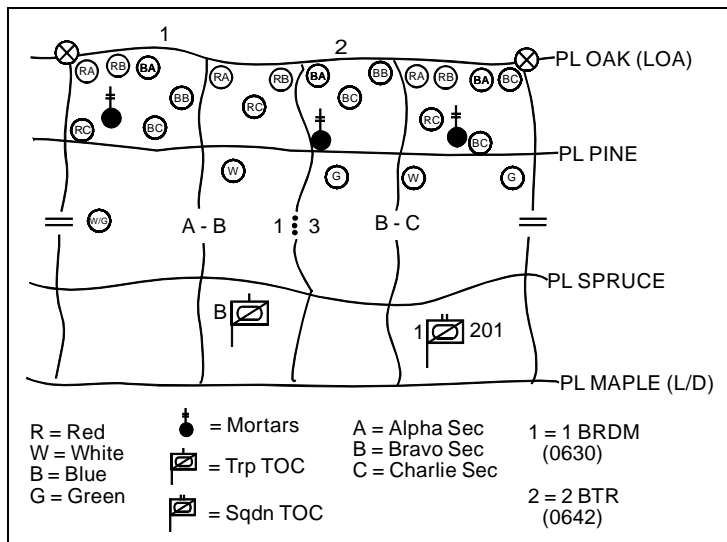 1
2
PL OAK (LOA)
RA RB BA RA RB BA BB RA RB BA BC
BB RC BC RC
RC BC BC
PL PINE
W G W G
W/G A - B 1 3 B - C
PL SPRUCE
B
1 201
PL MAPLE (L/D)
R = Red
W = White
B = Blue
G = Green
= Mortars
= Trp TOC
= Sqdn TOC
A = Alpha Sec
B = Bravo Sec
C = Charlie Sec
1 = 1 BRDM
(0630)
2 = 2 BTR
(0642)